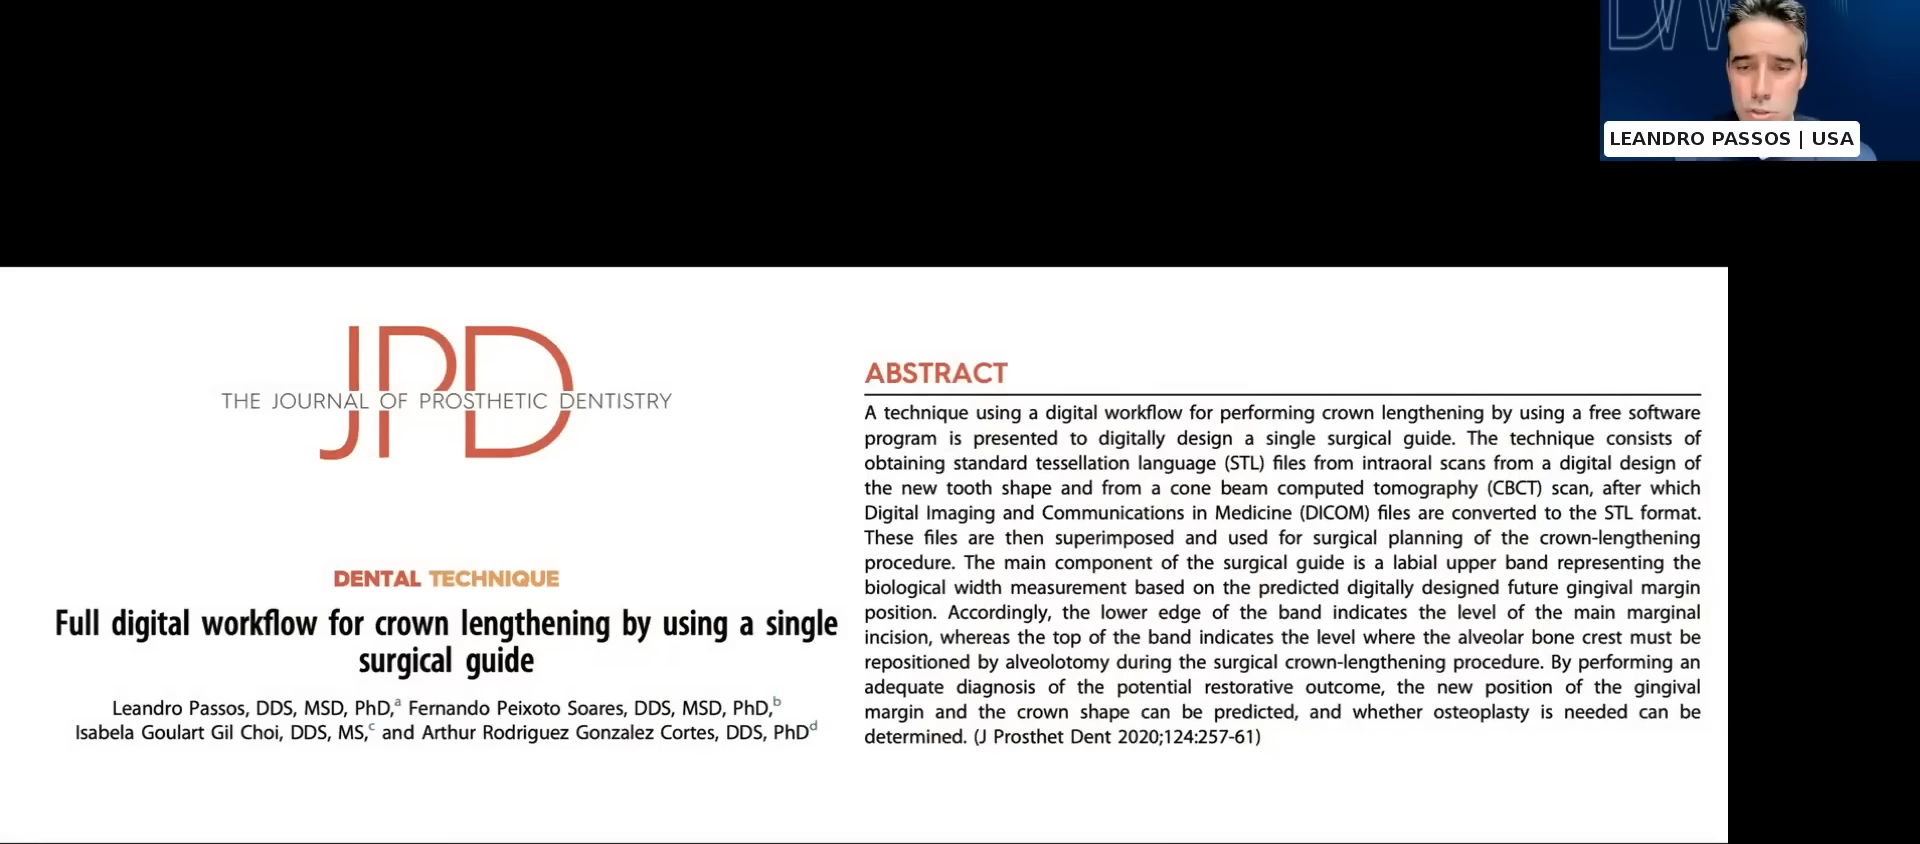 LEANDRO PASSOS | USA
JPD
THE JOURNAL OF PROSTHETIC DENTISTRY
DENTAL TECHNIQUE
Full digital workflow for crown lengthening by using a single
surgical guide
Leandro Passos, DDS, MSD, PhD,a Fernando Peixoto Soares, DDS, MSD, PhD,b
Isabela Goulart Gil Choi, DDS, MS,c and Arthur Rodriguez Gonzalez Cortes, DDS, PhDd
ABSTRACT
A technique using a digital workflow for performing crown lengthening by using a free software
program is presented to digitally design a single surgical guide. The technique consists of
obtaining standard tessellation language (STL) files from intraoral scans from a digital design of
the new tooth shape and from a cone beam computed tomography (CBCT) scan, after which
Digital Imaging and Communications in Medicine (DICOM) files are converted to the STL format.
These files are then superimposed and used for surgical planning of the crown-lengthening
procedure. The main component of the surgical guide is a labial upper band representing the
biological width measurement based on the predicted digitally designed future gingival margin
position. Accordingly, the lower edge of the band indicates the level of the main marginal
incision, whereas the top of the band indicates the level where the alveolar bone crest must be
repositioned by alveolotomy during the surgical crown-lengthening procedure. By performing an
adequate diagnosis of the potential restorative outcome, the new position of the gingival
margin and the crown shape can be predicted, and whether osteoplasty is needed can be
determined. (J Prosthet Dent 2020;124:257-61)